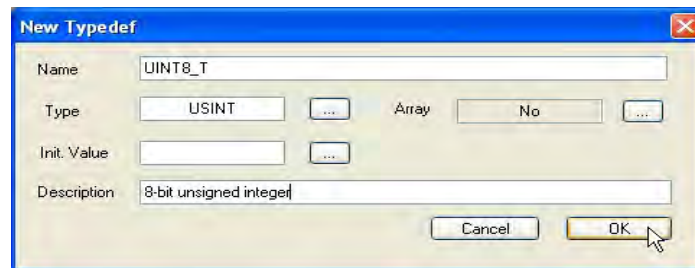 New Typedef
Name UINT8_T
Type USINT ... Array No ...
Init. Value ...
Description 8-bit unsigned integer
Cancel OK